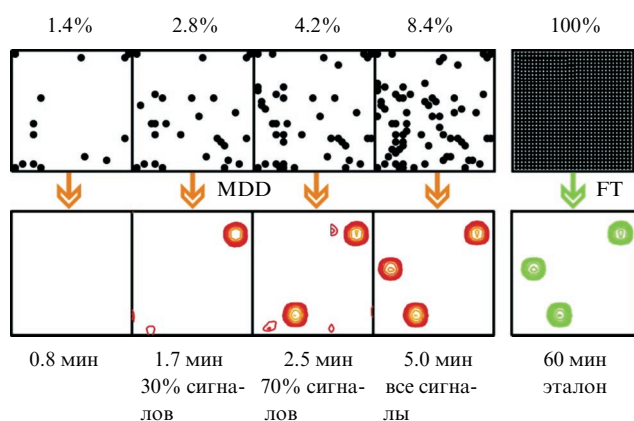 1.4% 2.8% 4.2% 8.4% 100%
MDD FT
0.8 мин 1.7 мин 2.5 мин 5.0 мин 60 мин
30% сигна- 70% сигна- все сигна- эталон
лов лов лы